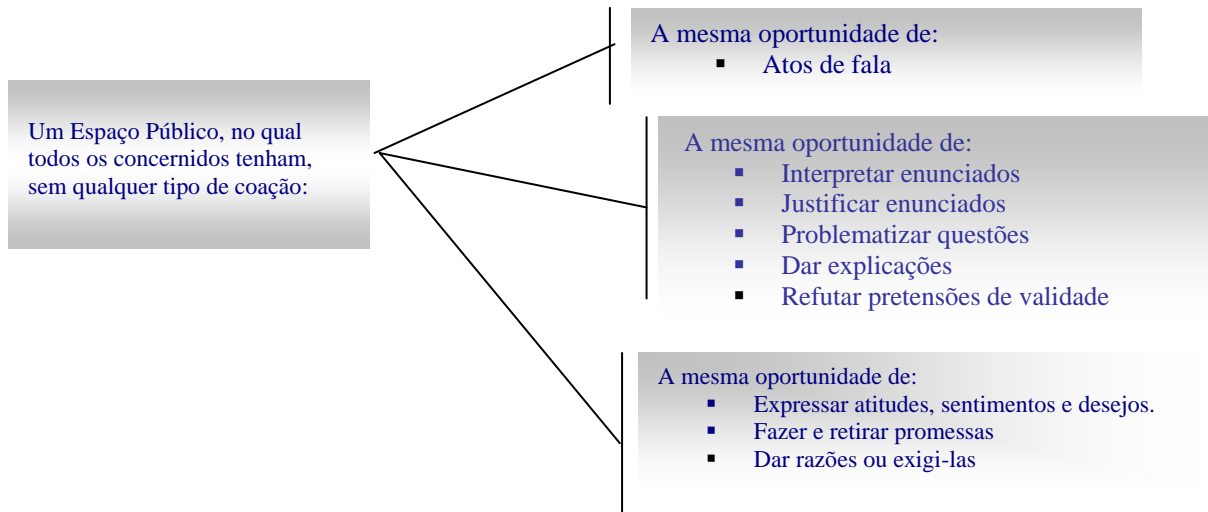 Um Espaço Público, no qual
todos os concernidos tenham,
sem qualquer tipo de coação:
A mesma oportunidade de:
▪ Atos de fala
A mesma oportunidade de:
▪ Interpretar enunciados
▪ Justificar enunciados
▪ Problematizar questões
▪ Dar explicações
▪ Refutar pretensões de validade
A mesma oportunidade de:
▪ Expressar atitudes, sentimentos e desejos.
▪ Fazer e retirar promessas
▪ Dar razões ou exigi-las